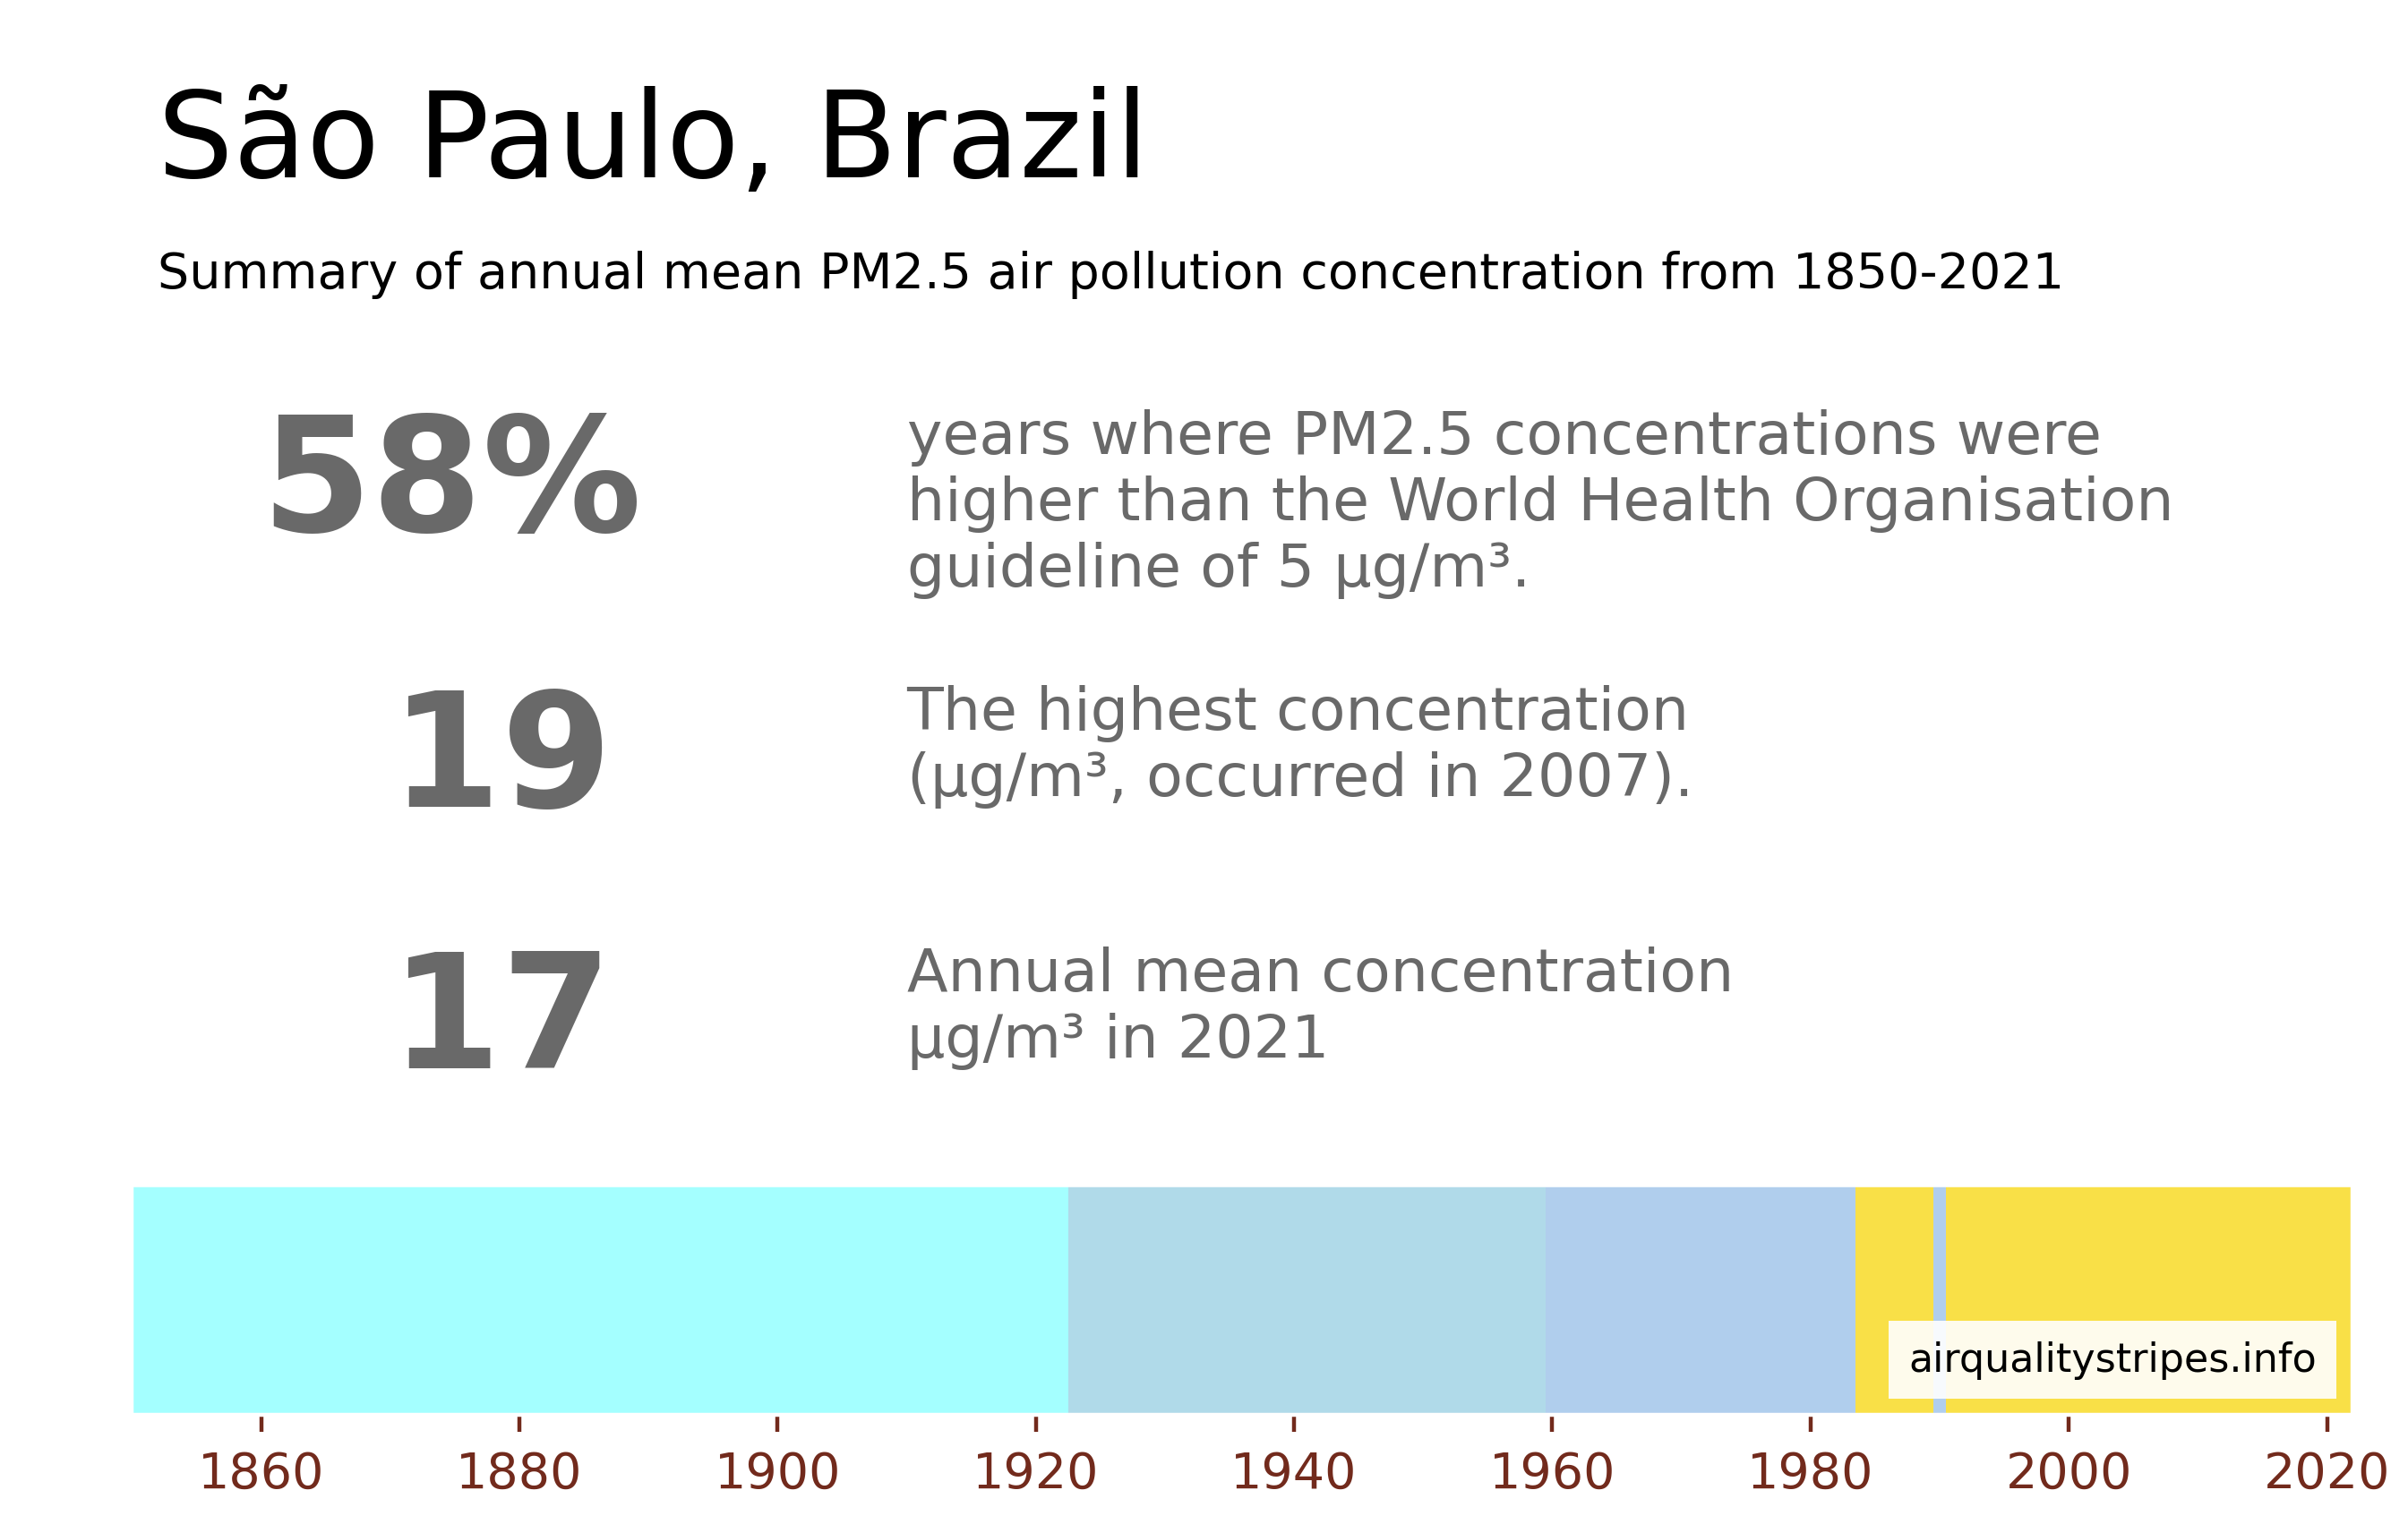 São Paulo, Brazil
Summary of annual mean PM2.5 air pollution concentration from 1850-2021
58%
years where PM2.5 concentrations were
higher than the World Health Organisation
guideline of 5 µg/m³.
19
The highest concentration
(µg/m³, occurred in 2007).
17
Annual mean concentration
µg/m³ in 2021
airqualitystripes.info
1860 1880 1900 1920 1940 1960 1980 2000 2020